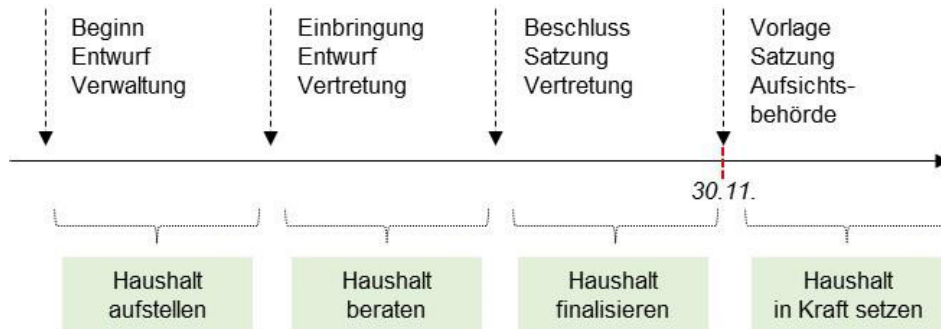 Beginn
Entwurf
Verwaltung
Einbringung
Entwurf
Vertretung
Beschluss
Satzung
Vertretung
Vorlage
Satzung
Aufsichts-
behörde
30.11.
Haushalt
aufstellen
Haushalt
beraten
Haushalt
finalisieren
Haushalt
in Kraft setzen